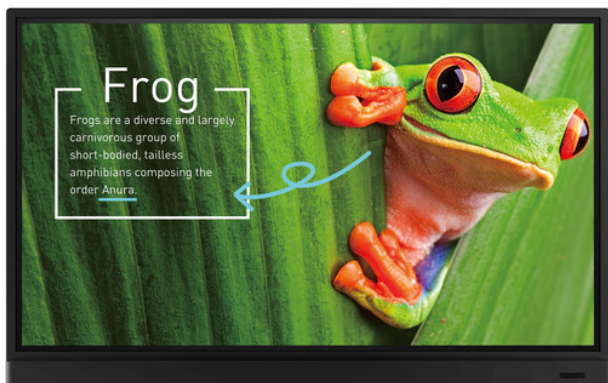 Frog
Frogs are a diverse and largely
carnivorous group of
short-bodied, tailless
amphibians composing the
order Anura.